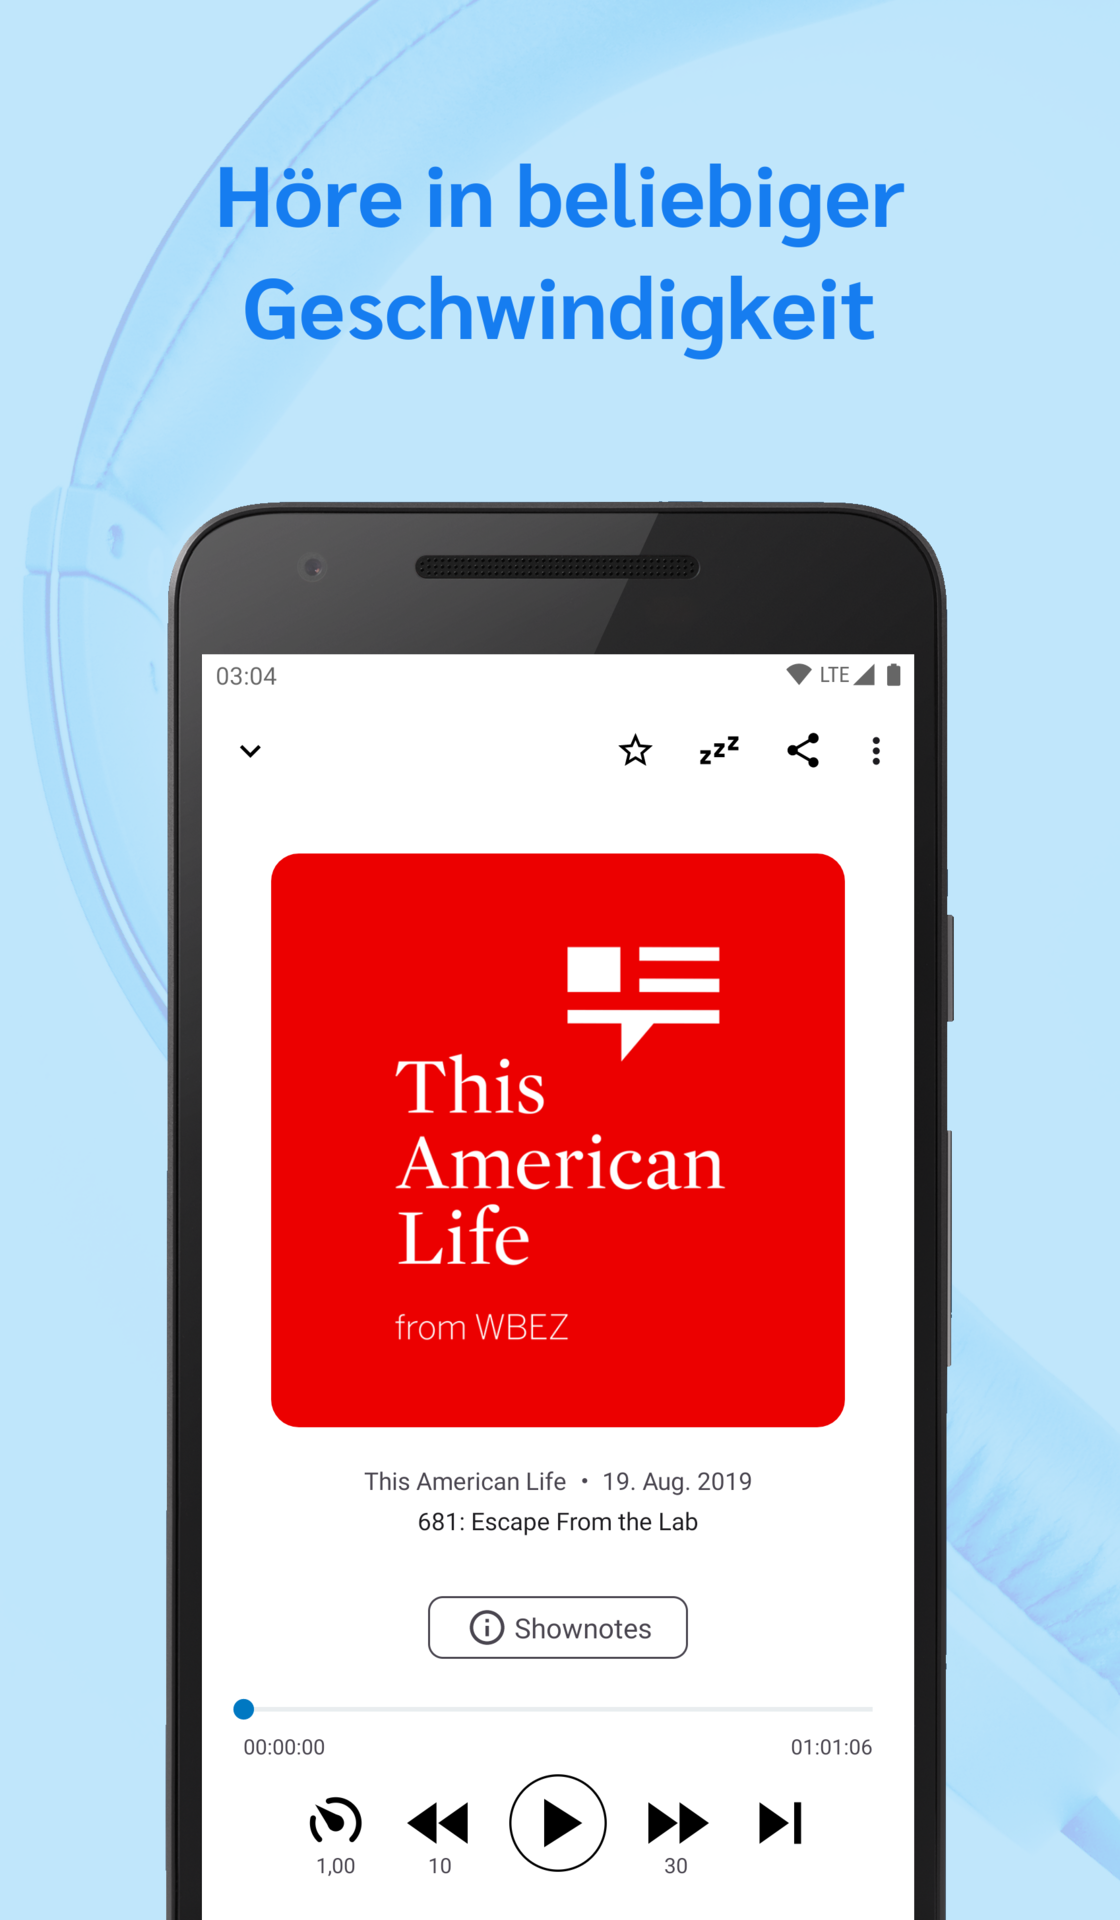 Höre in beliebiger
Geschwindigkeit
03:04
LTE
zzz
This
American
Life
from WBEZ
This American Life • 19. Aug. 2019
681: Escape From the Lab
Shownotes
00:00:00
01:01:06
1,00
10
30